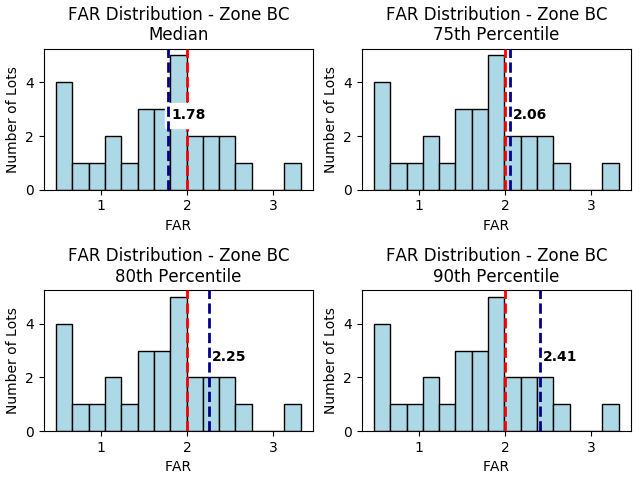 FAR Distribution - Zone BC
Median
Number of Lots
4
2
0
1.78
1
2
3
FAR
FAR Distribution - Zone BC
75th Percentile
Number of Lots
4
2
0
2.06
1
2
3
FAR
FAR Distribution - Zone BC
80th Percentile
Number of Lots
4
2
0
2.25
1
2
3
FAR
FAR Distribution - Zone BC
90th Percentile
Number of Lots
4
2
0
2.41
1
2
3
FAR